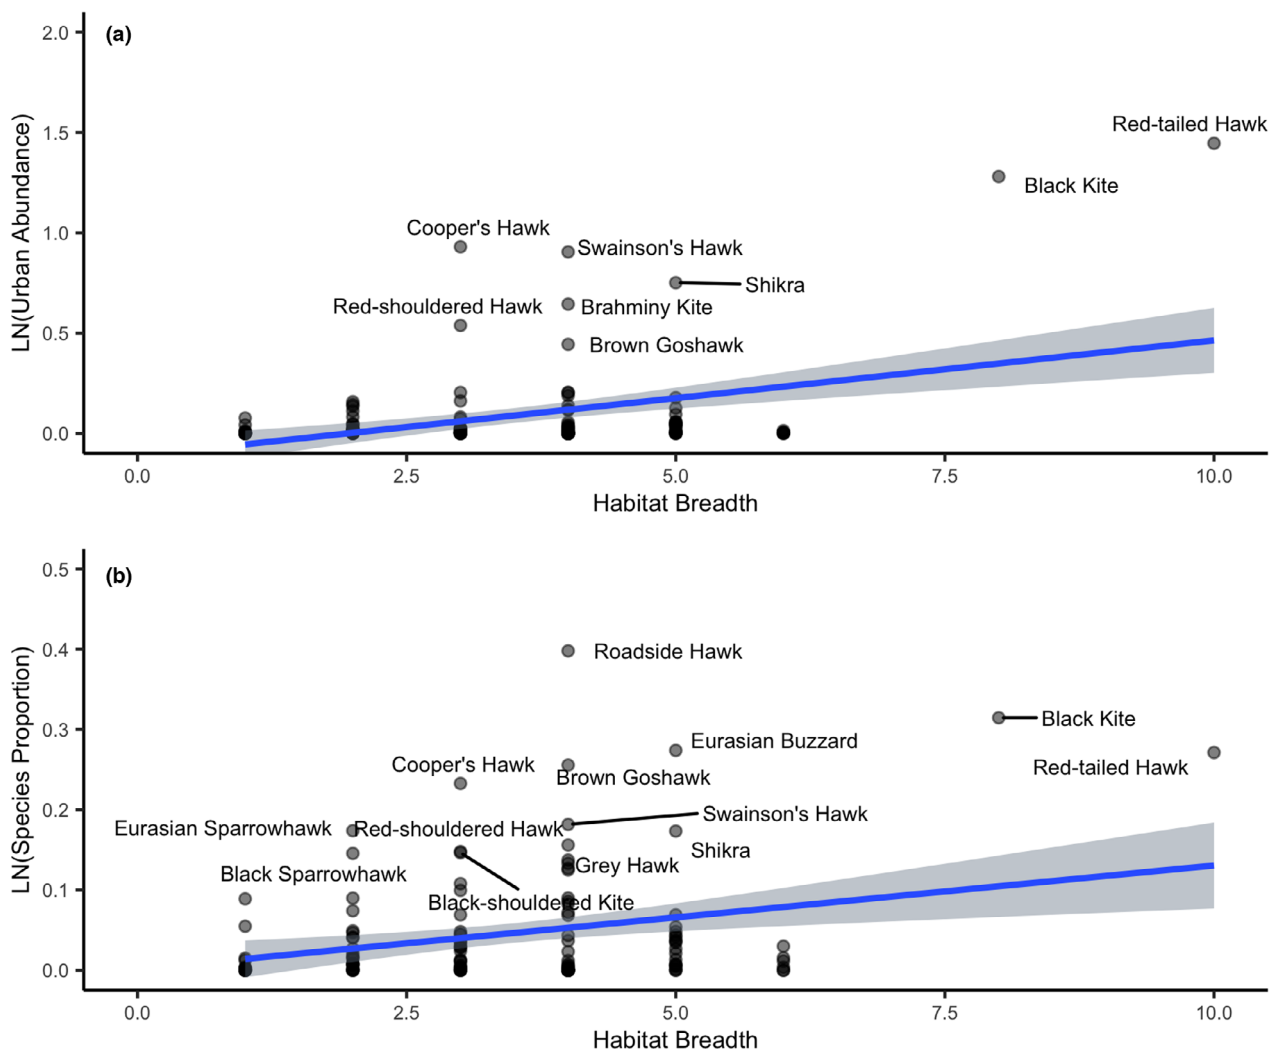 (a)
2.0
1.5
1.0
0.5
0.0
LN(Urban Abundance)
Red-tailed Hawk
Black Kite
Cooper's Hawk
Swainson's Hawk
Shikra
Red-shouldered Hawk
Brahminy Kite
Brown Goshawk
0.0 2.5 5.0 7.5 10.0
Habitat Breadth
(b)
0.5
0.4
0.3
0.2
0.1
0.0
LN(Species Proportion)
Roadside Hawk
Black Kite
Eurasian Buzzard
Red-tailed Hawk
Cooper's Hawk
Brown Goshawk
Swainson's Hawk
Eurasian Sparrowhawk
Red-shouldered Hawk
Shikra
Grey Hawk
Black Sparrowhawk
Black-shouldered Kite
0.0 2.5 5.0 7.5 10.0
Habitat Breadth